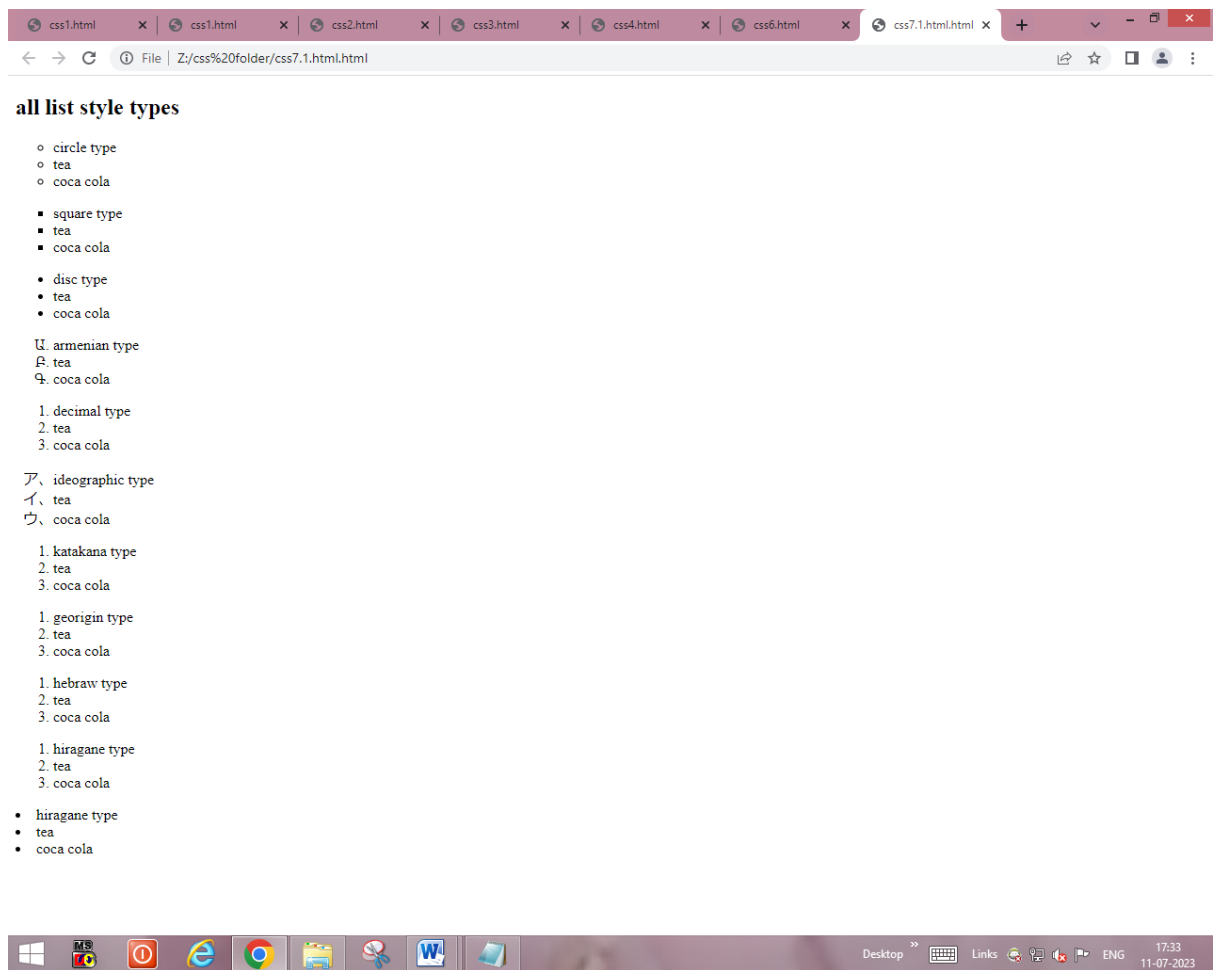 css1.html css1.html css2.html css3.html css4.html css6.html css7.1.html.html
File Z:/css%20folder/css7.1.html.html
all list style types
circle type
tea
coca cola
square type
tea
coca cola
disc type
tea
coca cola
Ա. armenian type
Բ. tea
Գ. coca cola
1. decimal type
2. tea
3. coca cola
ア、 ideographic type
イ、 tea
ウ、 coca cola
1. katakana type
2. tea
3. coca cola
1. georigin type
2. tea
3. coca cola
1. hebraw type
2. tea
3. coca cola
1. hiragane type
2. tea
3. coca cola
hiragane type
tea
coca cola
MS
W
Desktop » Links ENG 17:33
11-07-2023